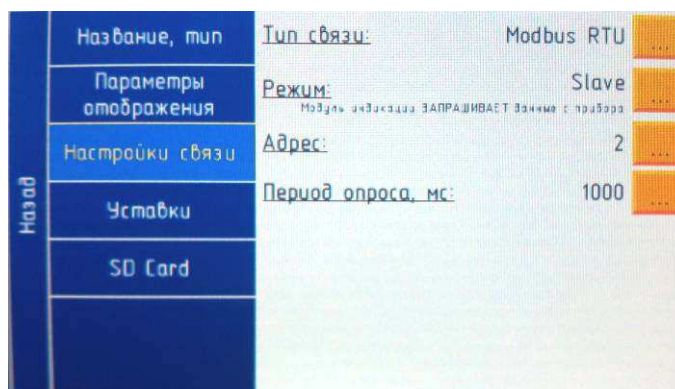 Назад
Название, тип
Параметры
отображения
Настройки связи
Уставки
SD Card
Тип связи: Modbus RTU ...
Режим: Slave ...
Модуль индикации ЗАПРАШИВАЕТ данные с прибора
Адрес: 2 ...
Период опроса, мс: 1000 ...